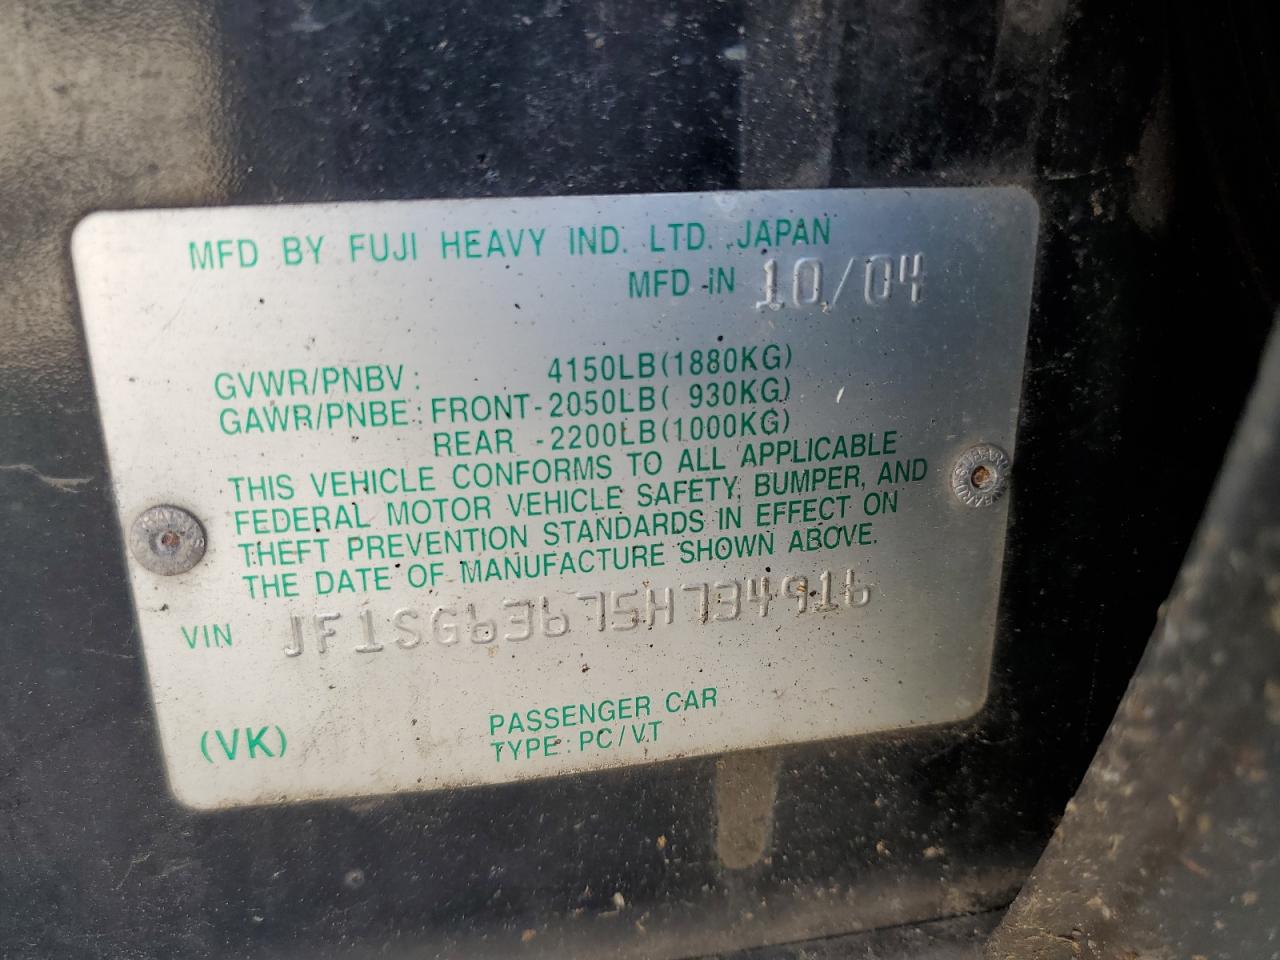 MFD BY FUJI HEAVY IND. LTD. JAPAN
MFD IN 10/04
GVWR/PNBV: 4150LB(1880KG)
GAWR/PNBE: FRONT-2050LB( 930KG)
REAR -2200LB(1000KG)
THIS VEHICLE CONFORMS TO ALL APPLICABLE
FEDERAL MOTOR VEHICLE SAFETY, BUMPER, AND
THEFT PREVENTION STANDARDS IN EFFECT ON
THE DATE OF MANUFACTURE SHOWN ABOVE.
VIN JF1SG63675H734916
(VK)
PASSENGER CAR
TYPE: PC/VT